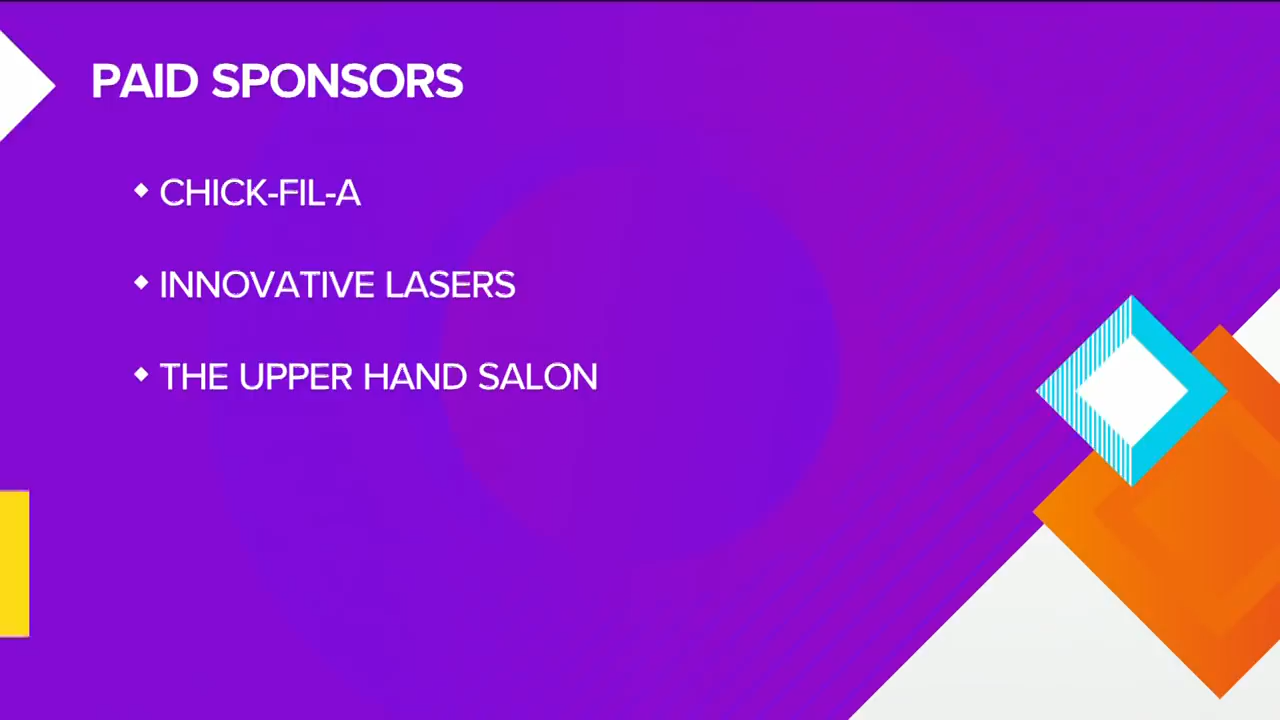 PAID SPONSORS
CHICK-FIL-A
INNOVATIVE LASERS
THE UPPER HAND SALON